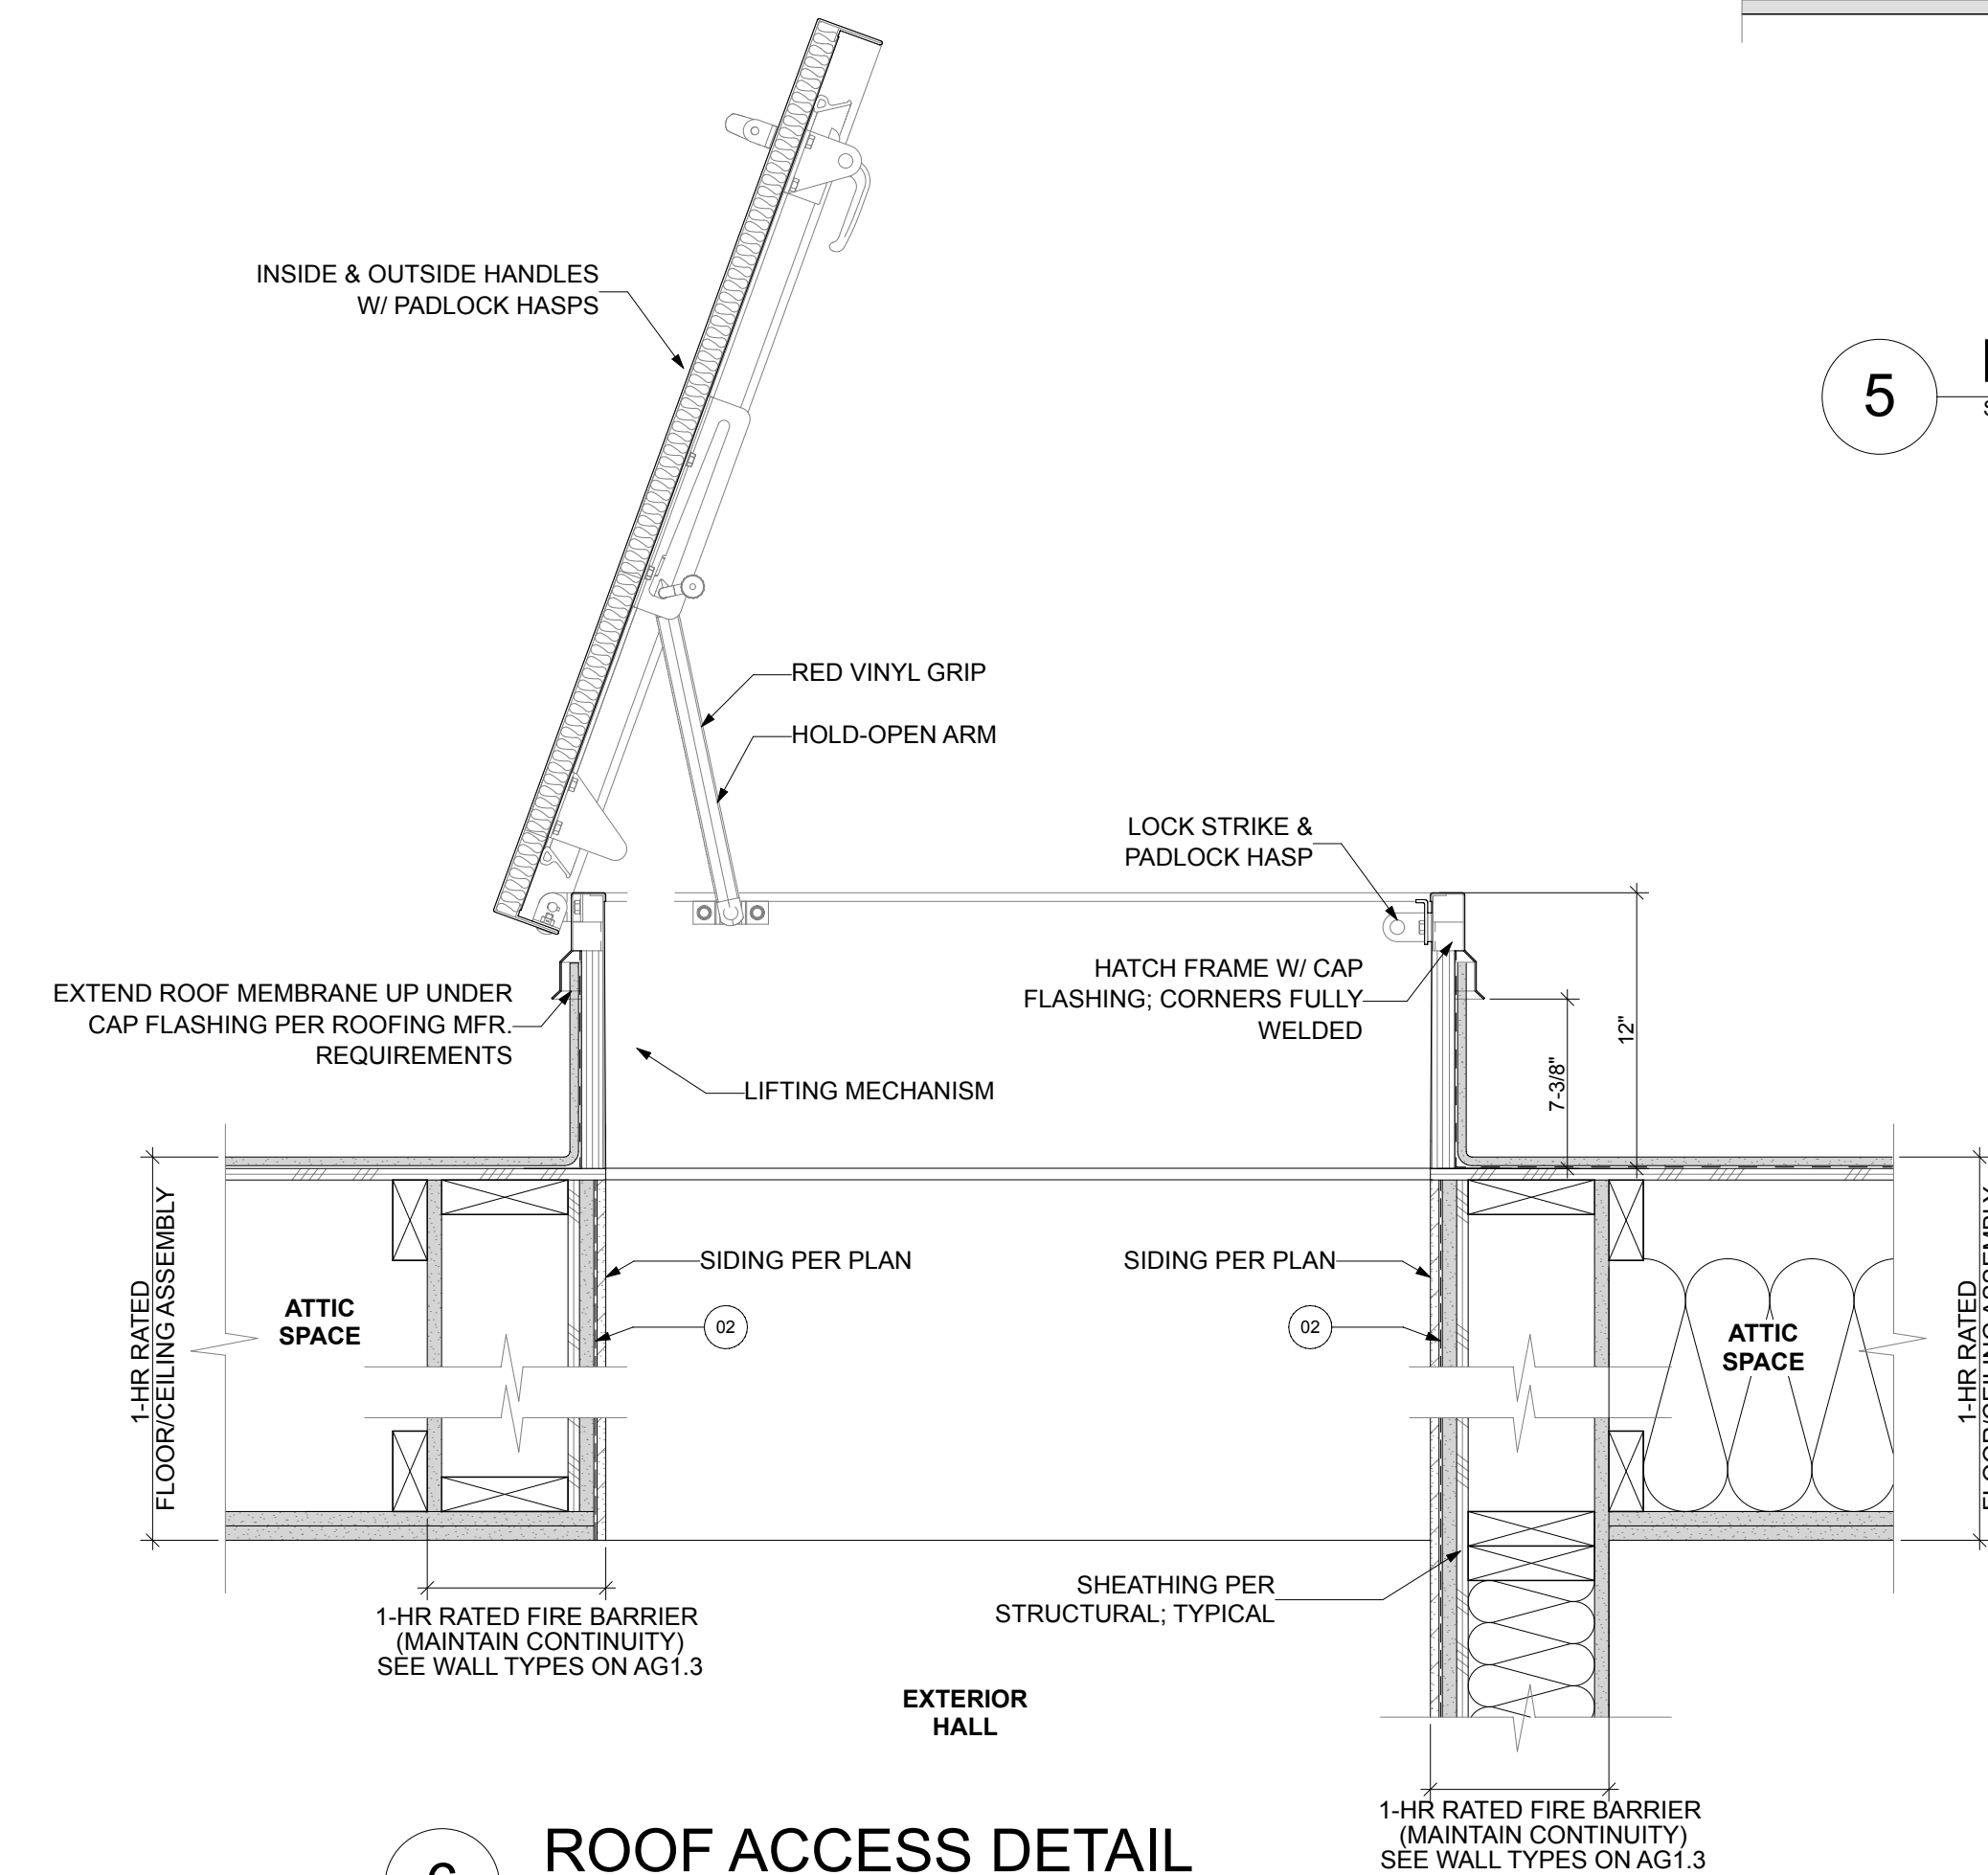 INSIDE & OUTSIDE HANDLES
W/ PADLOCK HASPS
5
RED VINYL GRIP
HOLD-OPEN ARM
LOCK STRIKE &
PADLOCK HASP
EXTEND ROOF MEMBRANE UP UNDER
CAP FLASHING PER ROOFING MFR.
REQUIREMENTS
HATCH FRAME W/ CAP
FLASHING; CORNERS FULLY
WELDED
12"
7-3/8"
LIFTING MECHANISM
1-HR RATED
FLOOR/CEILING ASSEMBLY
ATTIC
SPACE
SIDING PER PLAN
02
SIDING PER PLAN
02
ATTIC
SPACE
1-HR RATED
FLOOR/CEILING ASSEMBLY
SHEATHING PER
STRUCTURAL; TYPICAL
1-HR RATED FIRE BARRIER
(MAINTAIN CONTINUITY)
SEE WALL TYPES ON AG1.3
EXTERIOR
HALL
1-HR RATED FIRE BARRIER
(MAINTAIN CONTINUITY)
SEE WALL TYPES ON AG1.3
6
ROOF ACCESS DETAIL